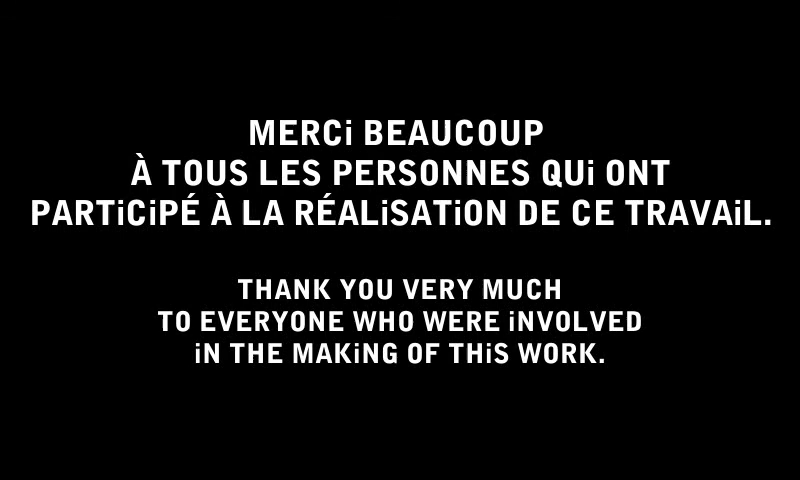 MERCi BEAUCOUP
À TOUS LES PERSONNES QUi ONT
PARTiCiPÉ À LA RÉALiSATiON DE CE TRAVAiL.
THANK YOU VERY MUCH
TO EVERYONE WHO WERE iNVOLVED
iN THE MAKiNG OF THiS WORK.